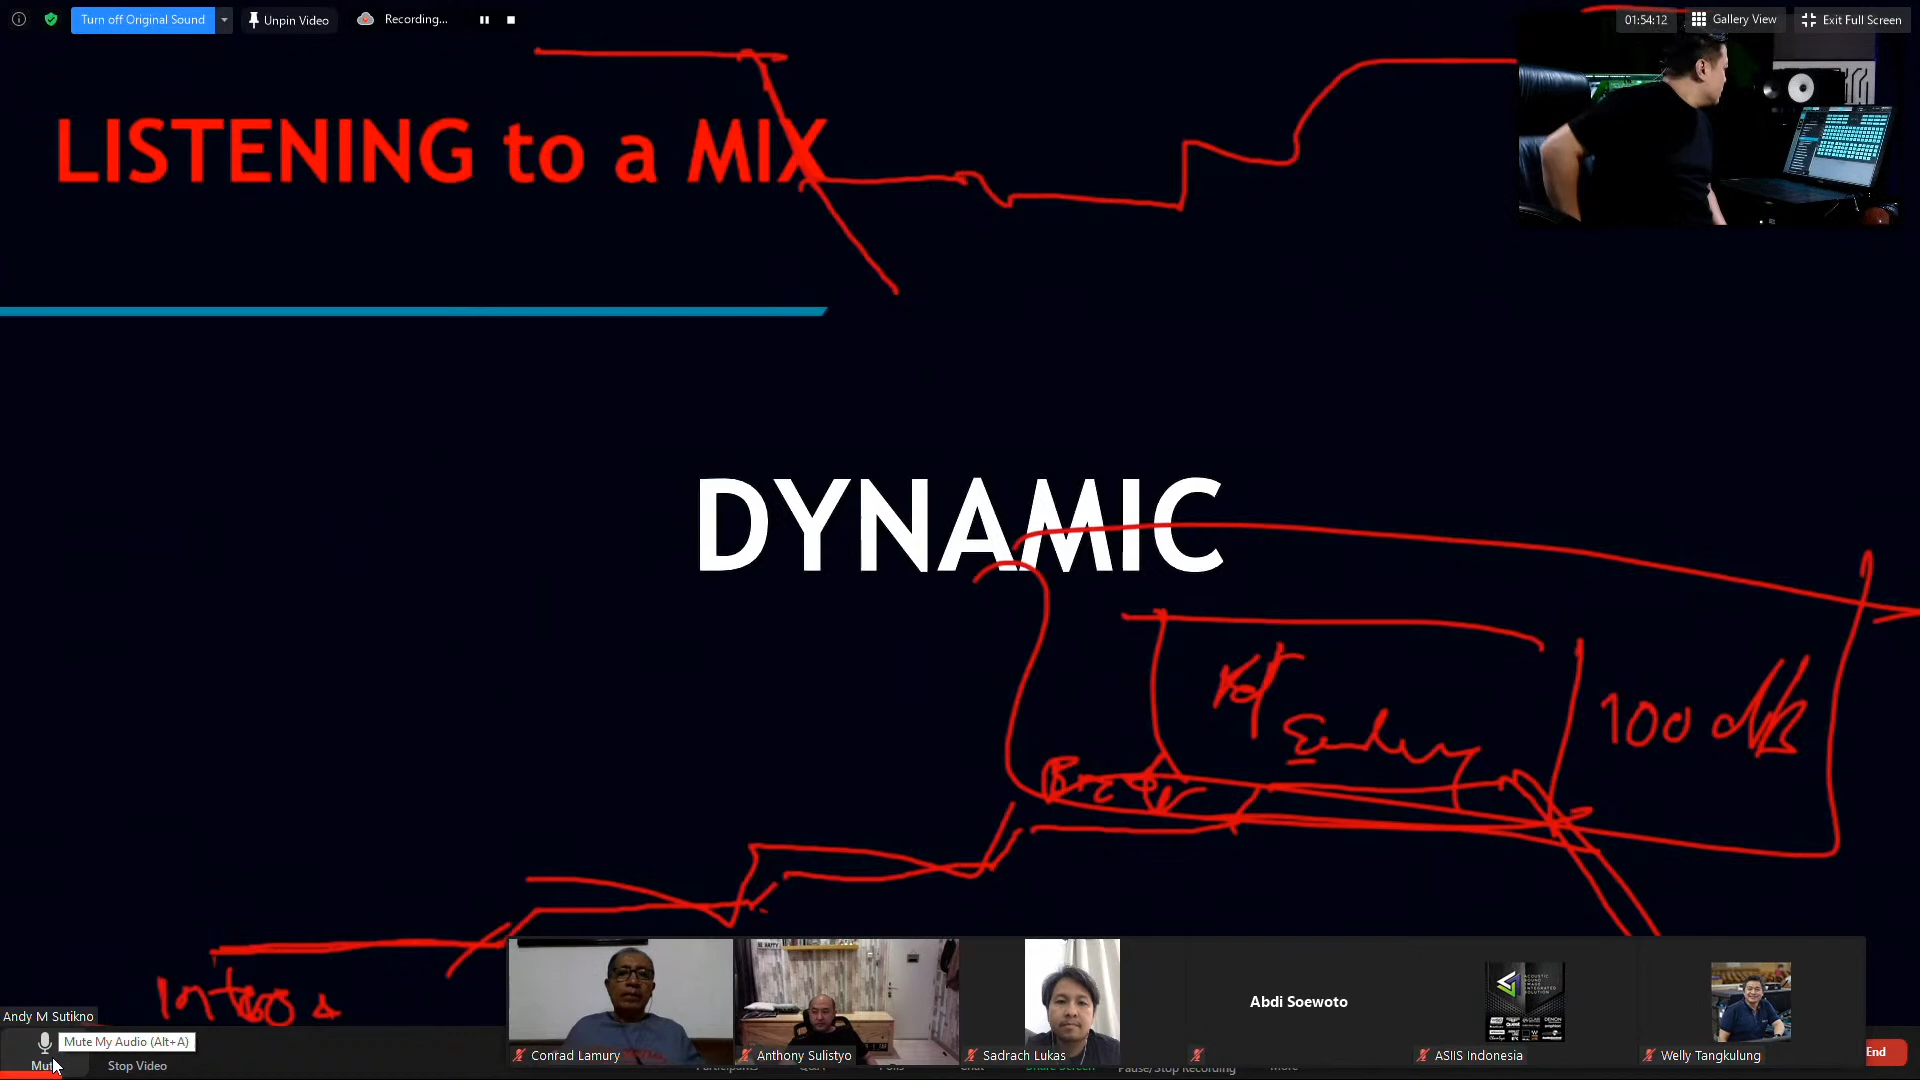 Turn off Original Sound
Unpin Video
Recording...
01:54:12
Gallery View
Exit Full Screen
LISTENING to a MIX
DYNAMIC
100 dB
Andy M Sutikno
Mute My Audio (Alt+A)
Stop Video
Conrad Lamury
Anthony Sulistyo
Sadrach Lukas
Abdi Soewoto
ASIIS Indonesia
Welly Tangkulung
End